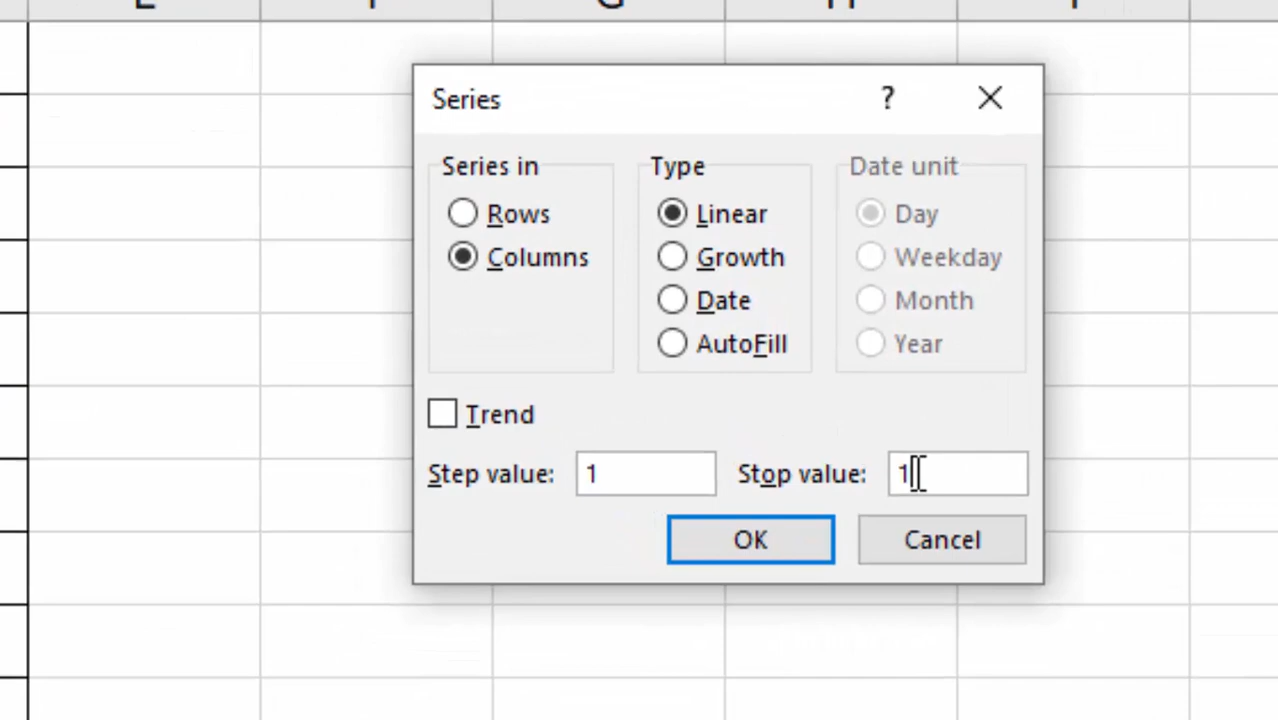 Series ?
Series in
Rows
Columns
Type
Linear
Growth
Date
AutoFill
Date unit
Day
Weekday
Month
Year
Trend
Step value: 1
Stop value: 1
OK
Cancel